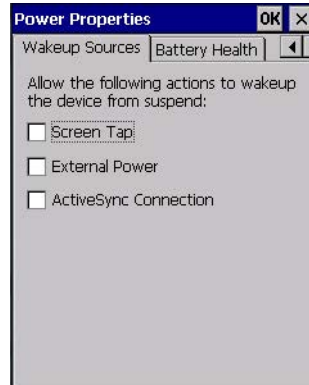 Power Properties OK ×
Wakeup Sources Battery Health
Allow the following actions to wakeup
the device from suspend:
Screen Tap
External Power
ActiveSync Connection